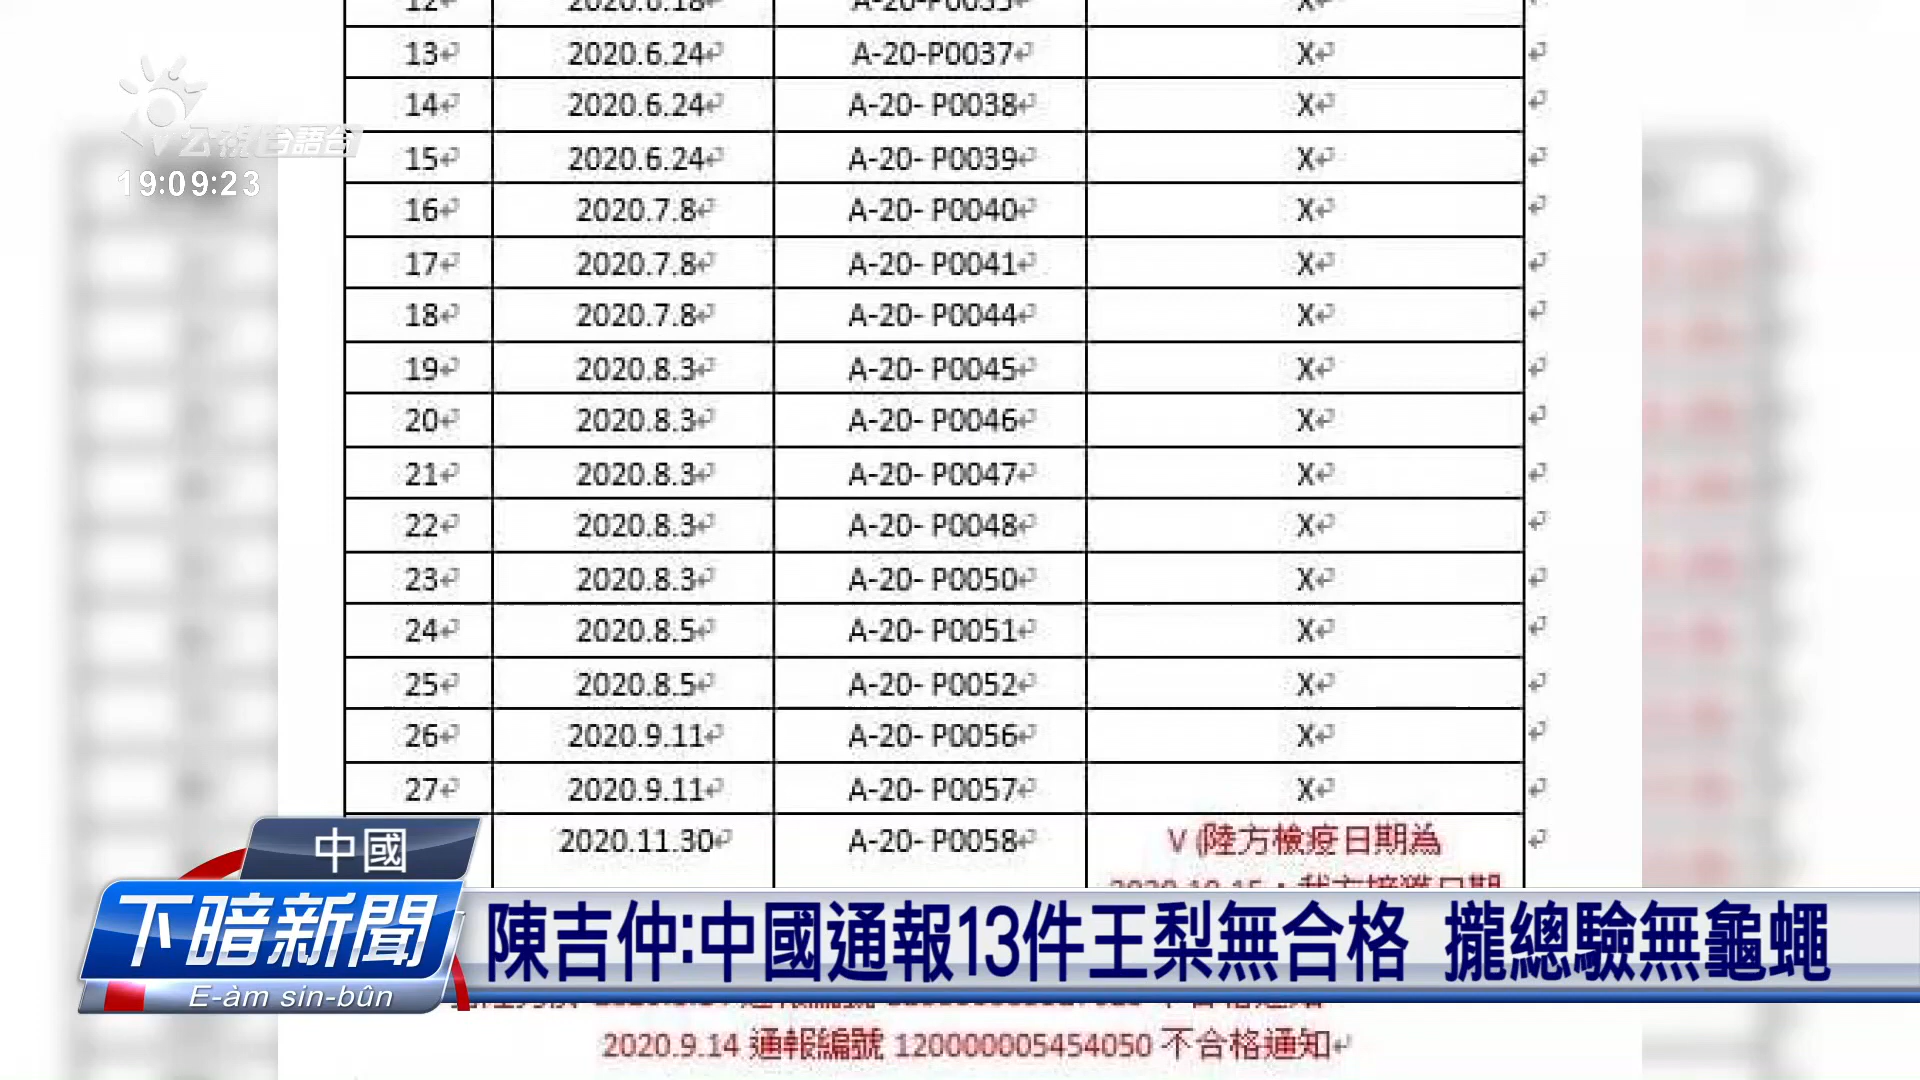 12 2020.6.18 A-20-P0035 X
13 2020.6.24 A-20-P0037 X
14 2020.6.24 A-20- P0038 X
15 2020.6.24 A-20- P0039 X
16 2020.7.8 A-20- P0040 X
17 2020.7.8 A-20- P0041 X
18 2020.7.8 A-20- P0044 X
19 2020.8.3 A-20- P0045 X
20 2020.8.3 A-20- P0046 X
21 2020.8.3 A-20- P0047 X
22 2020.8.3 A-20- P0048 X
23 2020.8.3 A-20- P0050 X
24 2020.8.5 A-20- P0051 X
25 2020.8.5 A-20- P0052 X
26 2020.9.11 A-20- P0056 X
27 2020.9.11 A-20- P0057 X
2020.11.30 A-20- P0058 V (陸方檢疫日期為
公視台語台
19:09:23
中國
下暗新聞
E-àm sin-bûn
陳吉仲:中國通報13件王梨無合格 攏總驗無龜蠅
2020.9.14 通報編號 120000005454050 不合格通知